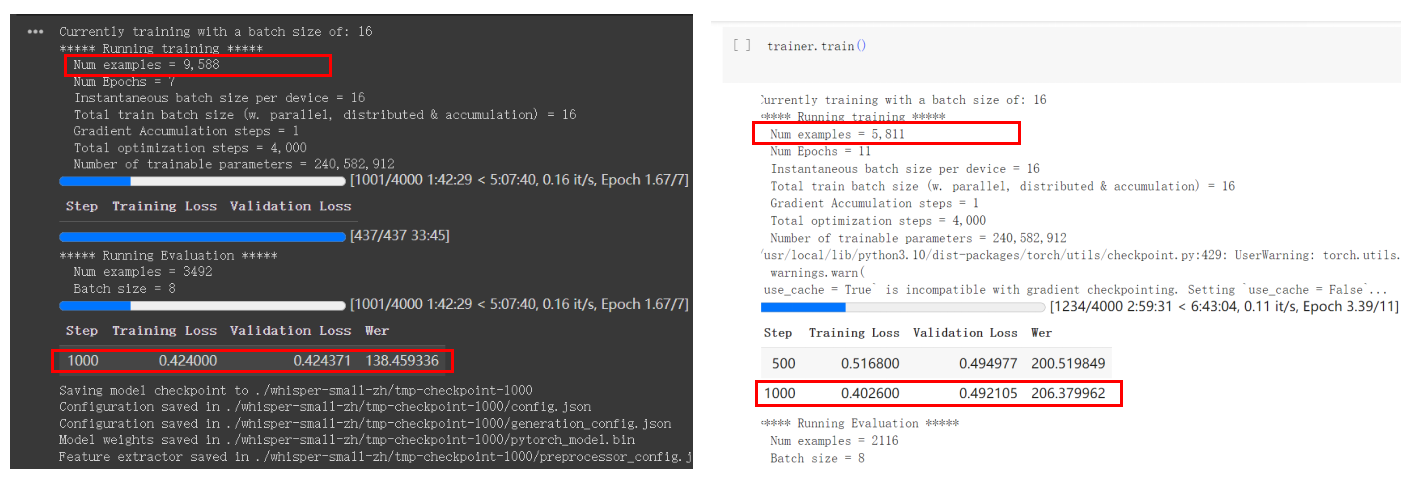 Currently training with a batch size of: 16
***** Running training *****
Num examples = 9,588
Num Epochs = 7
Instantaneous batch size per device = 16
Total train batch size (w. parallel, distributed & accumulation) = 16
Gradient Accumulation steps = 1
Total optimization steps = 4,000
Number of trainable parameters = 240,582,912
[1001/4000 1:42:29 < 5:07:40, 0.16 it/s, Epoch 1.67/7]
Step Training Loss Validation Loss
[437/437 33:45]
***** Running Evaluation *****
Num examples = 3492
Batch size = 8
[1001/4000 1:42:29 < 5:07:40, 0.16 it/s, Epoch 1.67/7]
Step Training Loss Validation Loss Wer
1000 0.424000 0.424371 138.459336
Saving model checkpoint to ./whisper-small-zh/tmp-checkpoint-1000
Configuration saved in ./whisper-small-zh/tmp-checkpoint-1000/config.json
Configuration saved in ./whisper-small-zh/tmp-checkpoint-1000/generation_config.json
Model weights saved in ./whisper-small-zh/tmp-checkpoint-1000/pytorch_model.bin
Feature extractor saved in ./whisper-small-zh/tmp-checkpoint-1000/preprocessor_config.j
[ ] trainer.train()
Currently training with a batch size of: 16
***** Running training *****
Num examples = 5,811
Num Epochs = 11
Instantaneous batch size per device = 16
Total train batch size (w. parallel, distributed & accumulation) = 16
Gradient Accumulation steps = 1
Total optimization steps = 4,000
Number of trainable parameters = 240,582,912
/usr/local/lib/python3.10/dist-packages/torch/utils/checkpoint.py:429: UserWarning: torch.utils.
warnings.warn(
use_cache = True` is incompatible with gradient checkpointing. Setting `use_cache = False`...
[1234/4000 2:59:31 < 6:43:04, 0.11 it/s, Epoch 3.39/11]
Step Training Loss Validation Loss Wer
500 0.516800 0.494977 200.519849
1000 0.402600 0.492105 206.379962
***** Running Evaluation *****
Num examples = 2116
Batch size = 8